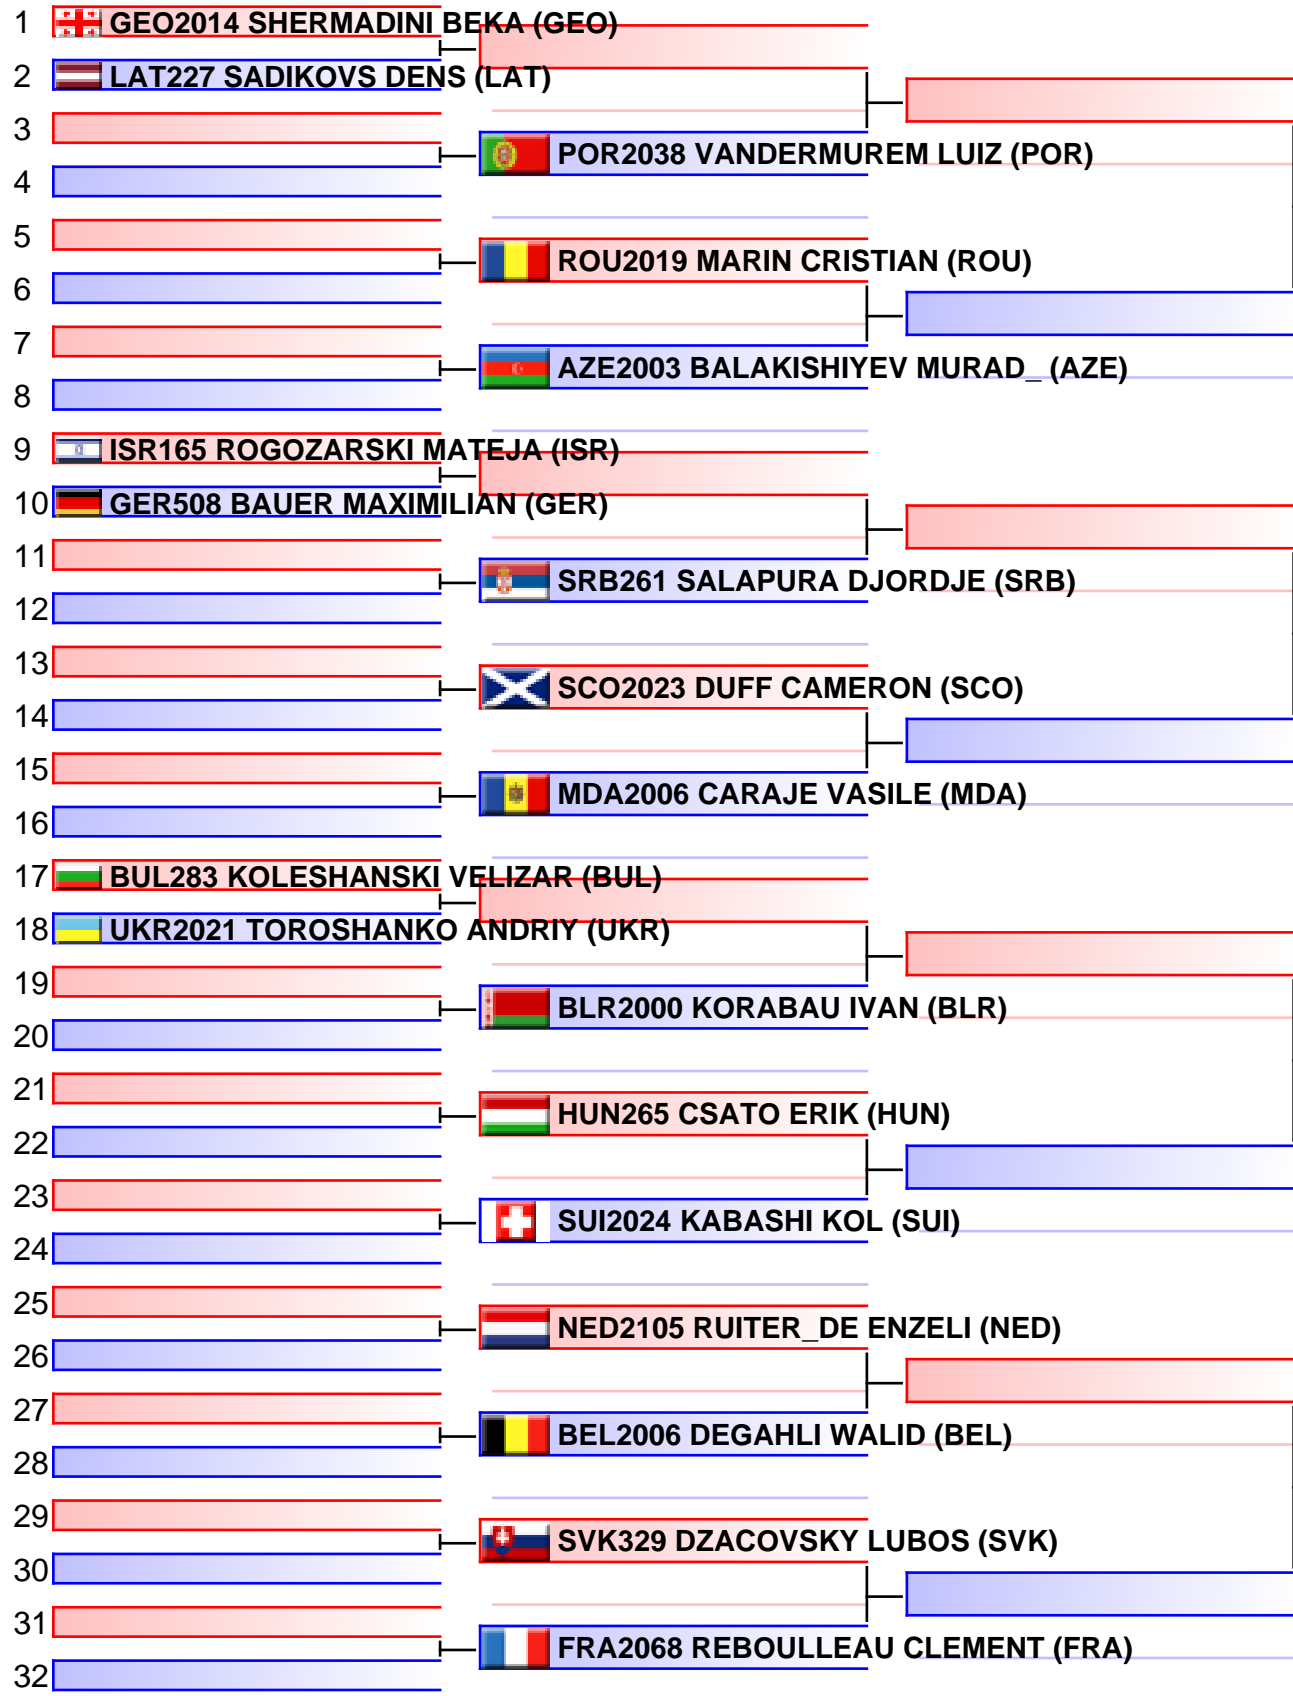 1 GEO2014 SHERMADINI BEKA (GEO)
2 LAT227 SADIKOVS DENS (LAT)
3
POR2038 VANDERMUREM LUIZ (POR)
4
5
ROU2019 MARIN CRISTIAN (ROU)
6
7
AZE2003 BALAKISHIYEV MURAD_ (AZE)
8
9 ISR165 ROGOZARSKI MATEJA (ISR)
10 GER508 BAUER MAXIMILIAN (GER)
11
SRB261 SALAPURA DJORDJE (SRB)
12
13
SCO2023 DUFF CAMERON (SCO)
14
15
MDA2006 CARAJE VASILE (MDA)
16
17 BUL283 KOLESHANSKI VELIZAR (BUL)
18 UKR2021 TOROSHANKO ANDRIY (UKR)
19
BLR2000 KORABAU IVAN (BLR)
20
21
HUN265 CSATO ERIK (HUN)
22
23
SUI2024 KABASHI KOL (SUI)
24
25
NED2105 RUITER_DE ENZELI (NED)
26
27
BEL2006 DEGAHLI WALID (BEL)
28
29
SVK329 DZACOVSKY LUBOS (SVK)
30
31
FRA2068 REBOULLEAU CLEMENT (FRA)
32